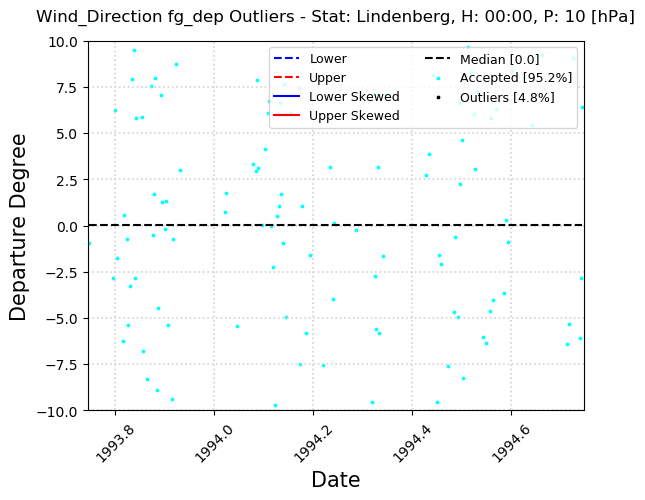 Wind_Direction fg_dep Outliers - Stat: Lindenberg, H: 00:00, P: 10 [hPa]
10.0
7.5
5.0
2.5
0.0
−2.5
−5.0
−7.5
−10.0
Departure Degree
Lower
Upper
Lower Skewed
Upper Skewed
Median [0.0]
Accepted [95.2%]
Outliers [4.8%]
1993.8
1994.0
1994.2
1994.4
1994.6
Date